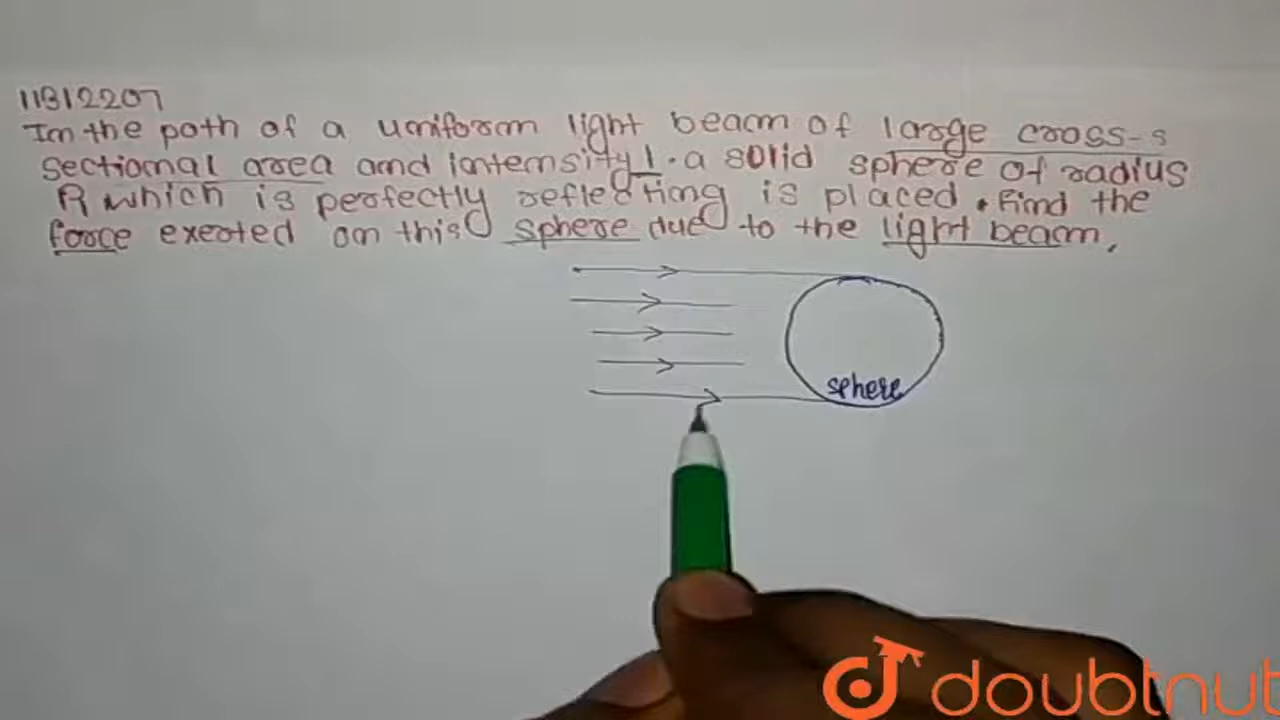 11312207
In the path of a uniform light beam of large cross-s
sectional area and intensity I. a solid sphere of radius
R which is perfectly reflecting is placed. Find the
force exerted on this sphere due to the light beam,
sphere
doubtnut